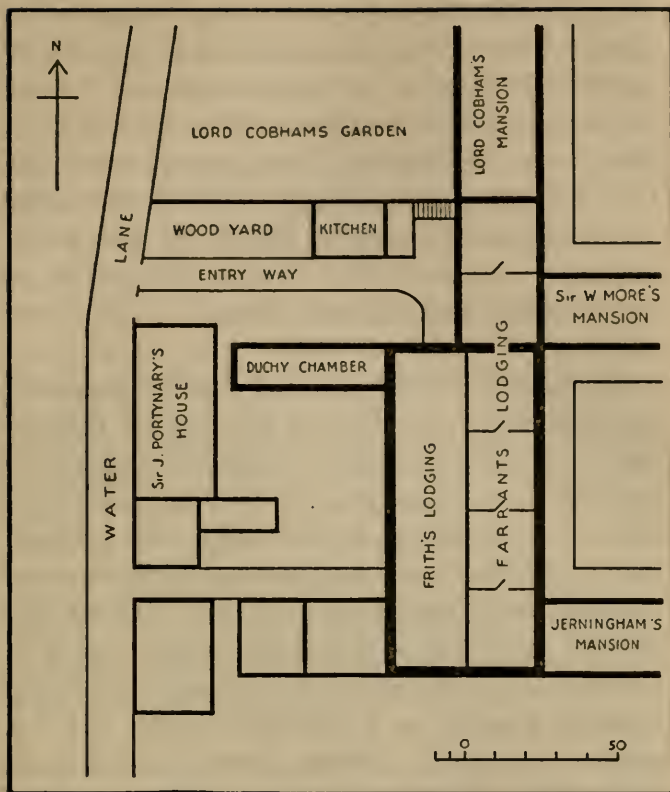 N
LORD COBHAMS GARDEN
LORD COBHAM'S
MANSION
WOOD YARD
KITCHEN
ENTRY WAY
WATER LANE
Sir W MORE'S
MANSION
DUCHY CHAMBER
Sir J. PORTYNARY'S
HOUSE
FRITH'S LODGING
FARRANTS LODGING
JERNINGHAM'S
MANSION
0 50